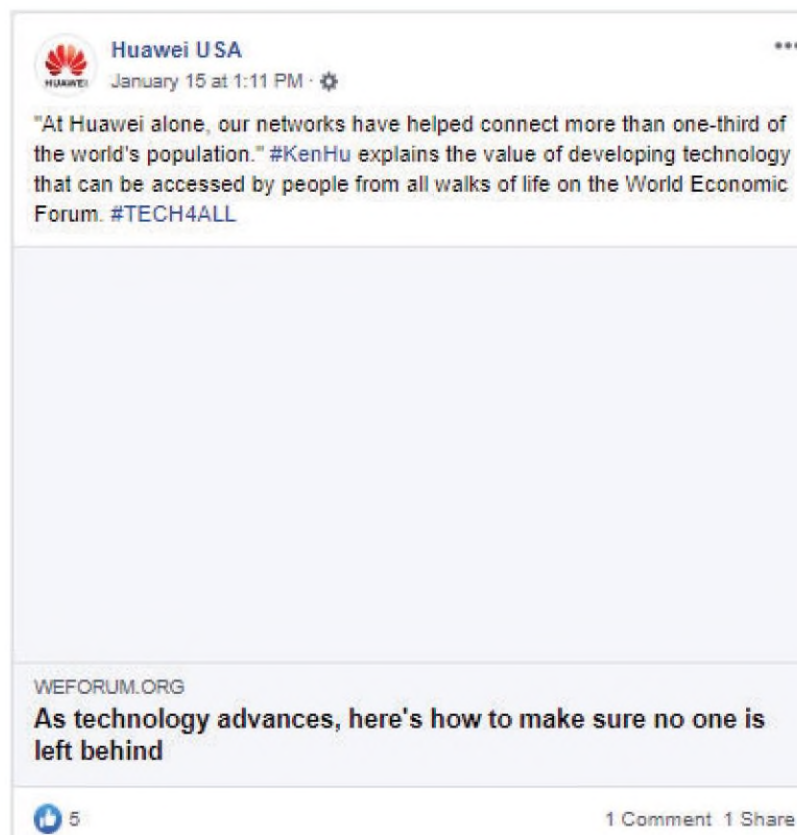 Huawei USA
HUAWEI
January 15 at 1:11 PM ·
"At Huawei alone, our networks have helped connect more than one-third of
the world's population." #KenHu explains the value of developing technology
that can be accessed by people from all walks of life on the World Economic
Forum. #TECH4ALL
WEFORUM.ORG
As technology advances, here's how to make sure no one is
left behind
5 1 Comment 1 Share